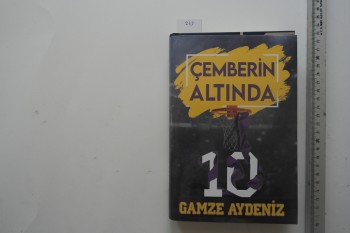 ÇEMBERİN
ALTINDA
10
GAMZE AYDENİZ